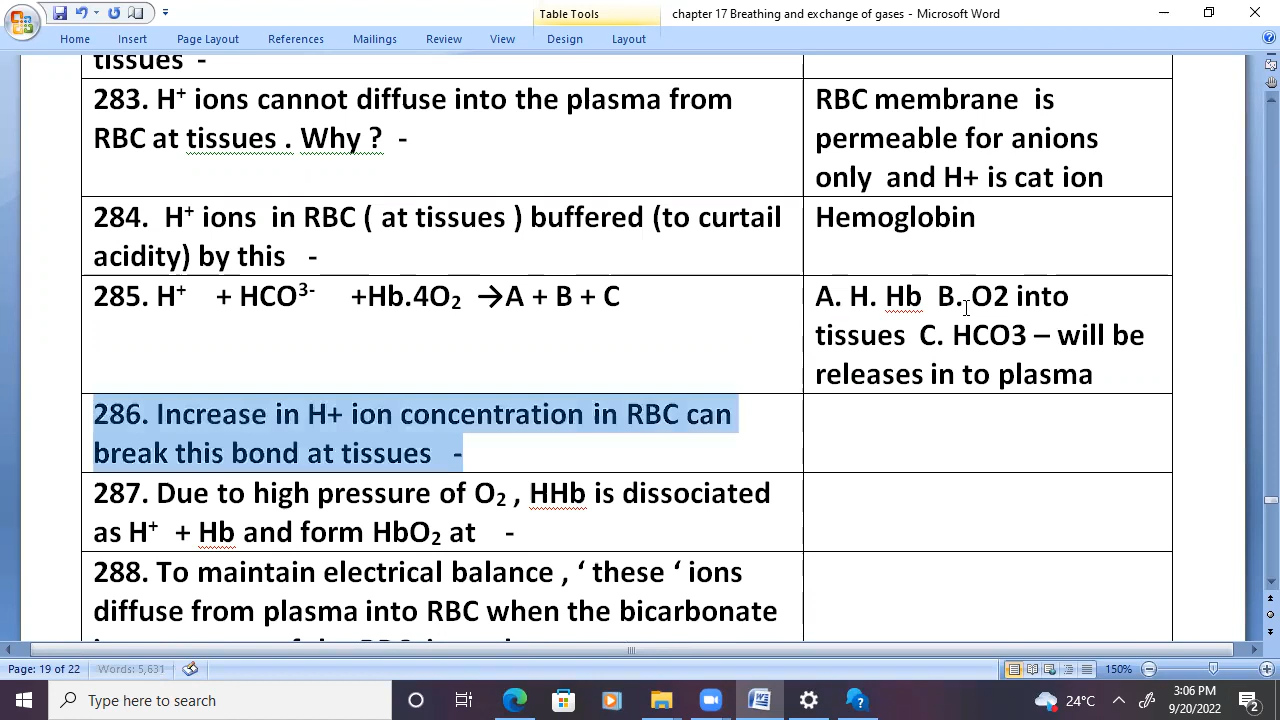 Table Tools
chapter 17 Breathing and exchange of gases - Microsoft Word
Home Insert Page Layout References Mailings Review View Design Layout
tissues -
283. H⁺ ions cannot diffuse into the plasma from
RBC at tissues . Why ? -
RBC membrane is
permeable for anions
only and H+ is cat ion
284. H⁺ ions in RBC ( at tissues ) buffered (to curtail
acidity) by this -
Hemoglobin
285. H⁺ + HCO³⁻ +Hb.4O₂ →A + B + C
A. H. Hb B. O2 into
tissues C. HCO3 – will be
releases in to plasma
286. Increase in H+ ion concentration in RBC can
break this bond at tissues -
287. Due to high pressure of O₂ , HHb is dissociated
as H⁺ + Hb and form HbO₂ at -
288. To maintain electrical balance , ‘ these ‘ ions
diffuse from plasma into RBC when the bicarbonate
Page: 19 of 22 Words: 5,631 150%
Type here to search
24°C
3:06 PM
9/20/2022
2